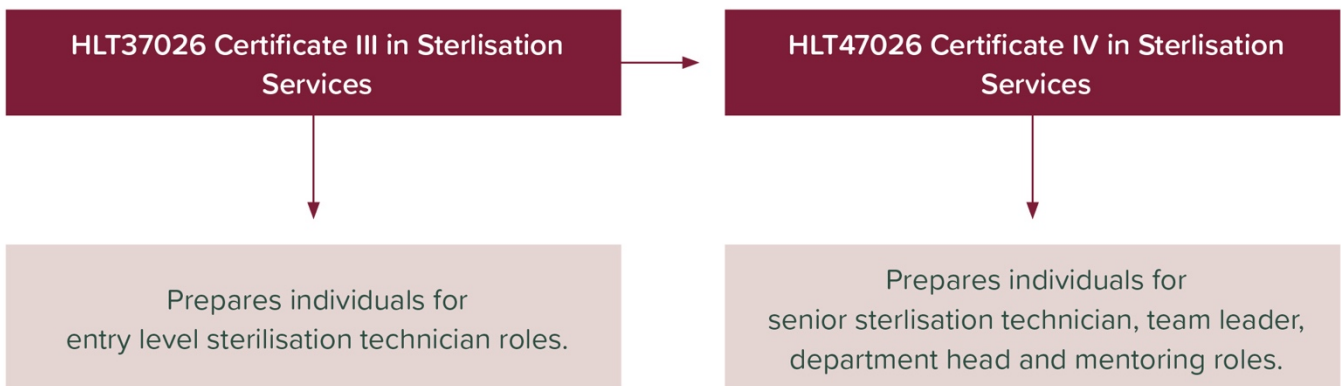 HLT37026 Certificate III in Sterlisation
Services
HLT47026 Certificate IV in Sterlisation
Services
Prepares individuals for
entry level sterilisation technician roles.
Prepares individuals for
senior sterlisation technician, team leader,
department head and mentoring roles.